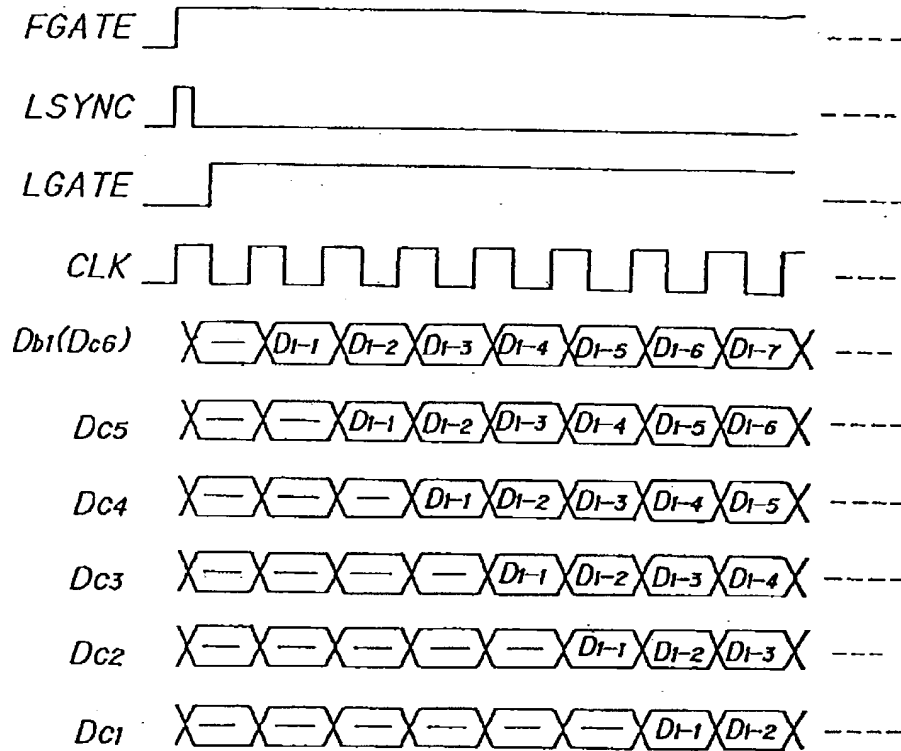 FGATE
LSYNC
LGATE
CLK
Db1(Dc6) D1-1 D1-2 D1-3 D1-4 D1-5 D1-6 D1-7
Dc5 D1-1 D1-2 D1-3 D1-4 D1-5 D1-6
Dc4 D1-1 D1-2 D1-3 D1-4 D1-5
Dc3 D1-1 D1-2 D1-3 D1-4
Dc2 D1-1 D1-2 D1-3
Dc1 D1-1 D1-2